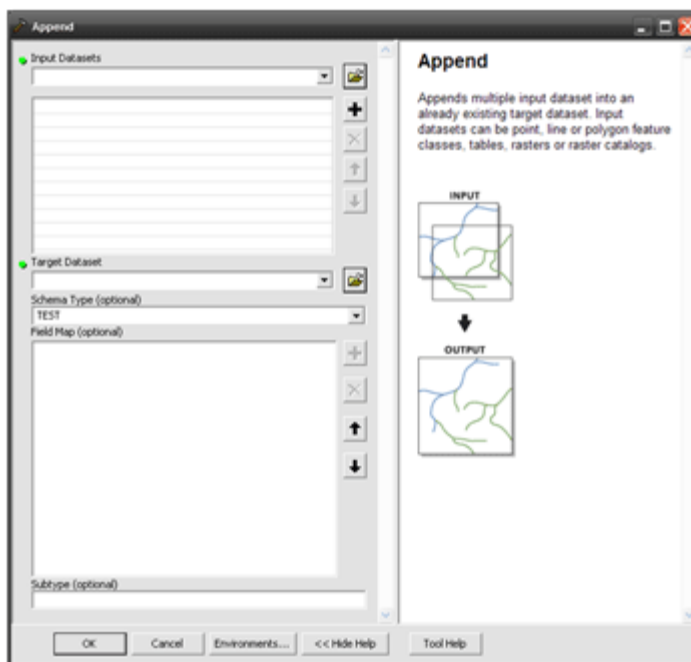 Append
Input Datasets
Target Dataset
Schema Type (optional)
TEST
Field Map (optional)
Subtype (optional)
OK
Cancel
Environments...
<< Hide Help
Tool Help
Append
Appends multiple input dataset into an
already existing target dataset. Input
datasets can be point, line or polygon feature
classes, tables, rasters or raster catalogs.
INPUT
OUTPUT